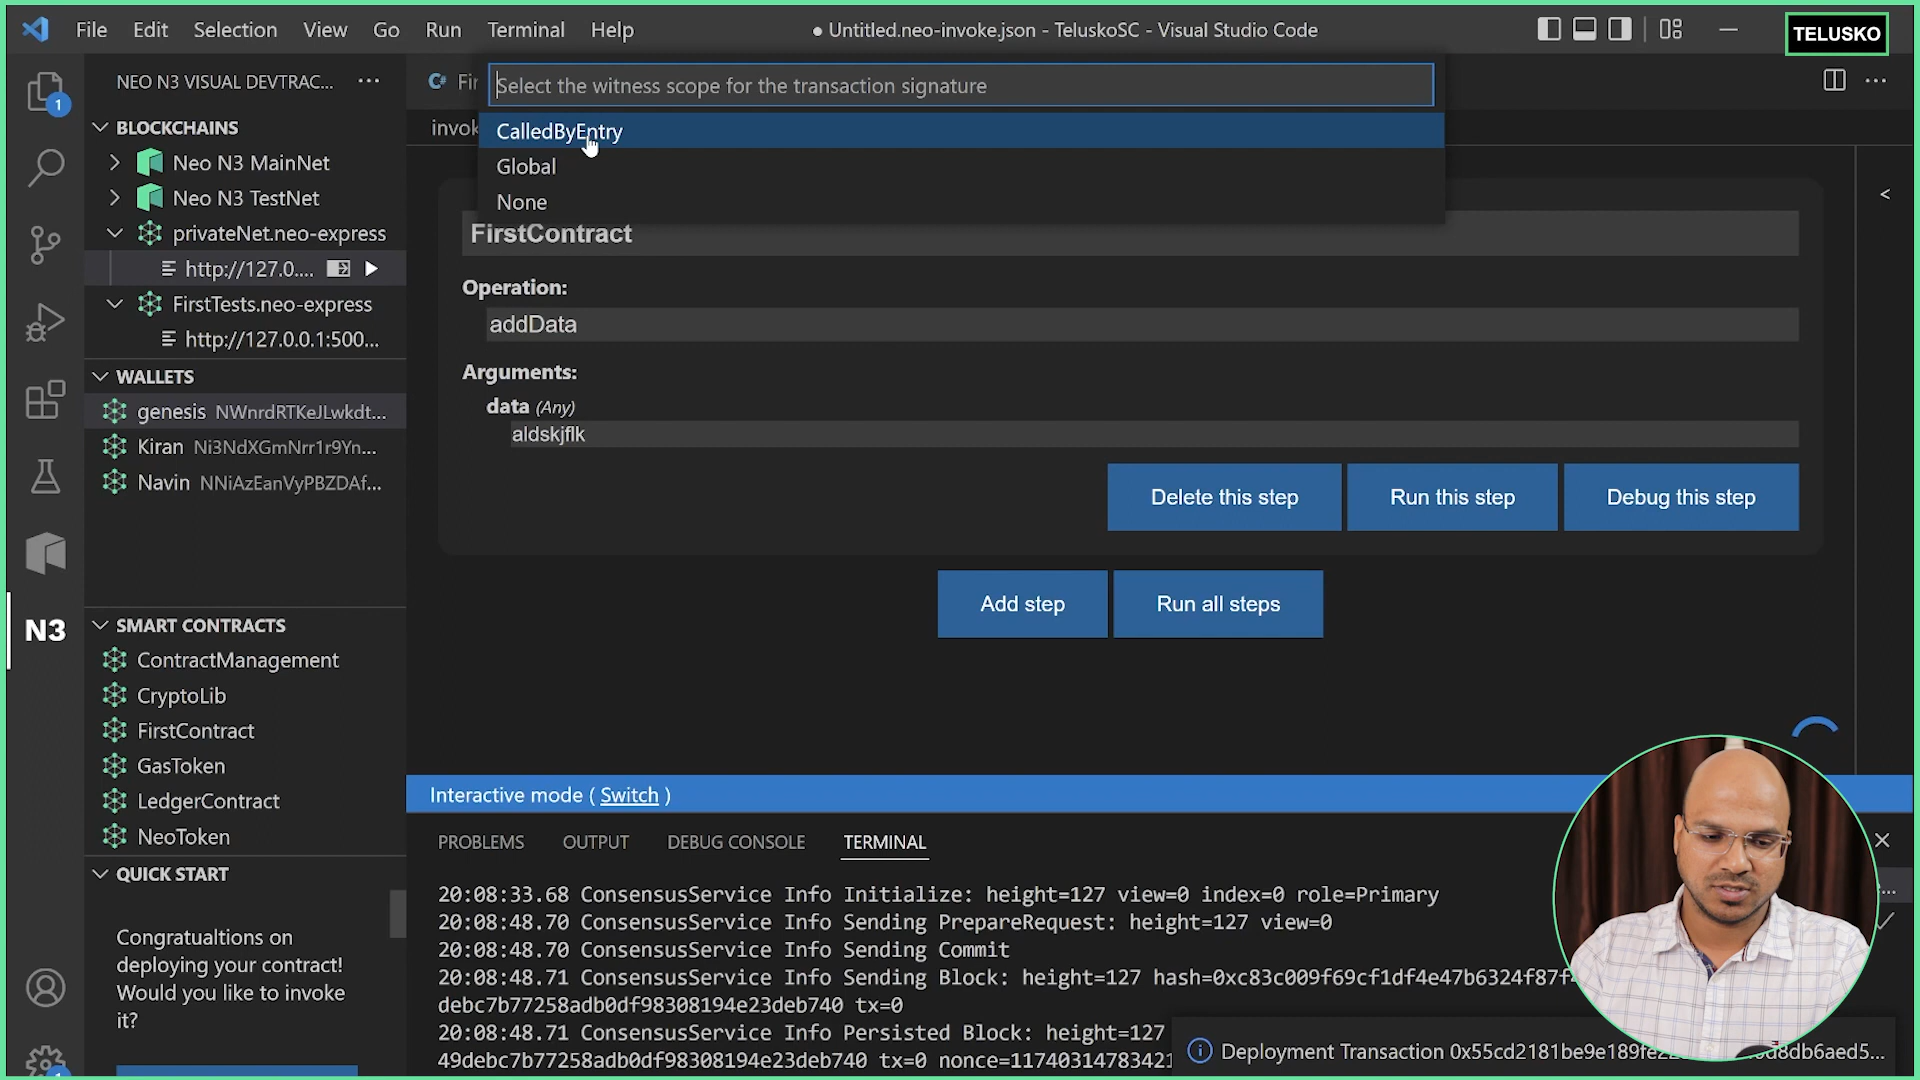 File Edit Selection View Go Run Terminal Help
● Untitled.neo-invoke.json - TeluskoSC - Visual Studio Code
TELUSKO
NEO N3 VISUAL DEVTRAC... ···
1
BLOCKCHAINS
Neo N3 MainNet
Neo N3 TestNet
privateNet.neo-express
http://127.0....
FirstTests.neo-express
http://127.0.0.1:500...
WALLETS
genesis NWnrdRTKeJLwkdt...
Kiran Ni3NdXGmNrr1r9Yn...
Navin NNiAzEanVyPBZDAf...
N3
SMART CONTRACTS
ContractManagement
CryptoLib
FirstContract
GasToken
LedgerContract
NeoToken
QUICK START
Congratualtions on
deploying your contract!
Would you like to invoke
it?
C# Fir
Select the witness scope for the transaction signature
invok
CalledByEntry
Global
None
<
FirstContract
Operation:
addData
Arguments:
data (Any)
aldskjflk
Delete this step
Run this step
Debug this step
Add step
Run all steps
Interactive mode ( Switch )
PROBLEMS OUTPUT DEBUG CONSOLE TERMINAL
20:08:33.68 ConsensusService Info Initialize: height=127 view=0 index=0 role=Primary
20:08:48.70 ConsensusService Info Sending PrepareRequest: height=127 view=0
20:08:48.70 ConsensusService Info Sending Commit
20:08:48.71 ConsensusService Info Sending Block: height=127 hash=0xc83c009f69cf1df4e47b6324f87f
debc7b77258adb0df98308194e23deb740 tx=0
20:08:48.71 ConsensusService Info Persisted Block: height=127
49debc7b77258adb0df98308194e23deb740 tx=0 nonce=11740314783421
Deployment Transaction 0x55cd2181be9e189fe2